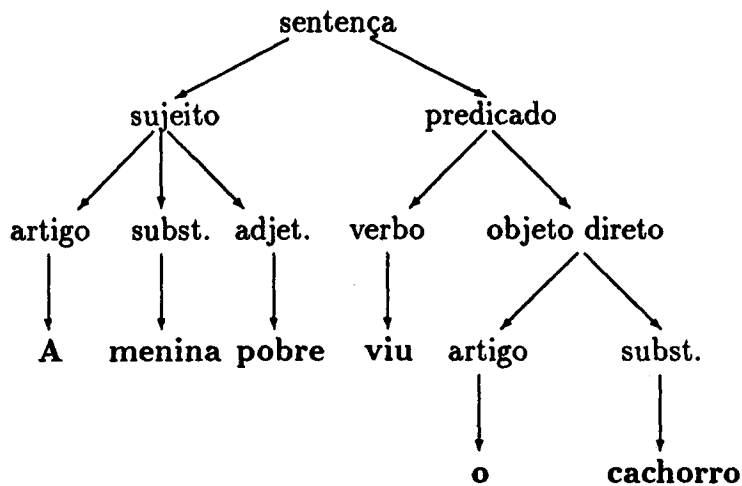 sentença
sujeito predicado
artigo subst. adjet. verbo objeto direto
A menina pobre viu artigo subst.
o cachorro